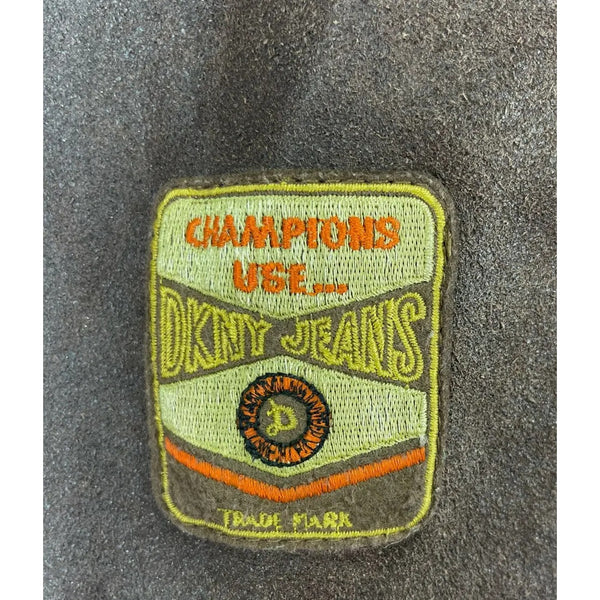 CHAMPIONS
USE...
DKNY JEANS
D
TRADE MARK